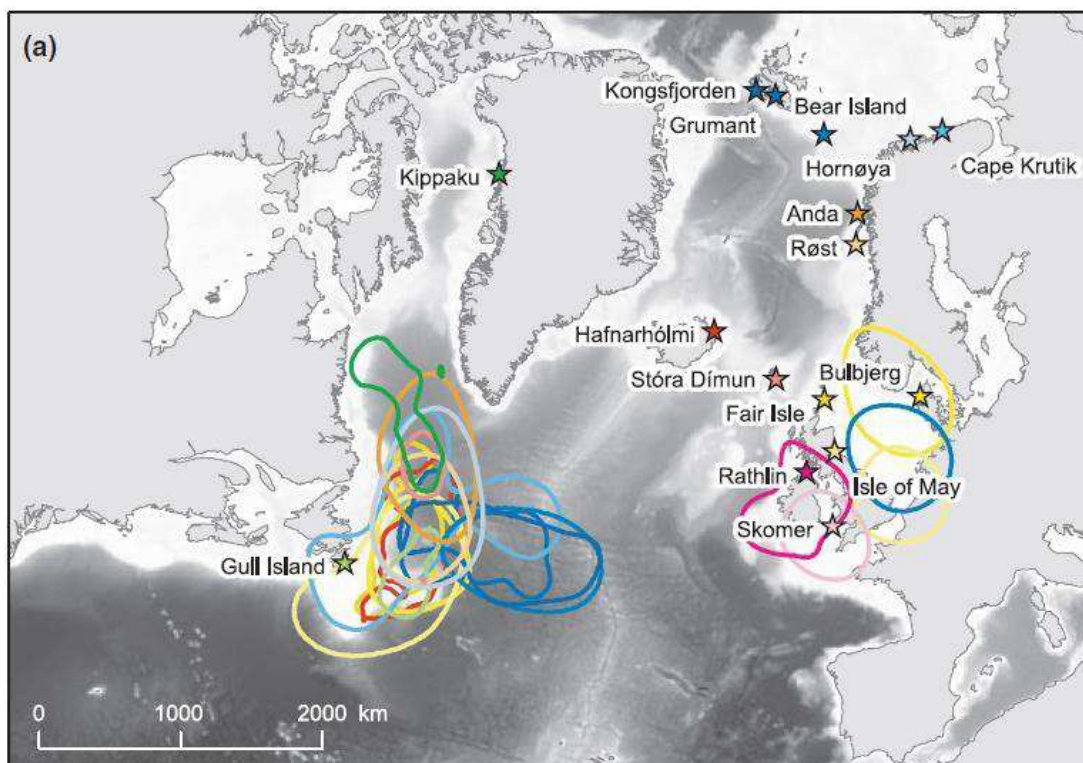 (a)
Kongsfjorden
Bear Island
Grumant
Kippaku
Hornøya
Cape Krutik
Anda
Røst
Hafnarhólmi
Stóra Dímun
Bulbjerg
Fair Isle
Rathlin
Isle of May
Skomer
Gull Island
0 1000 2000 km